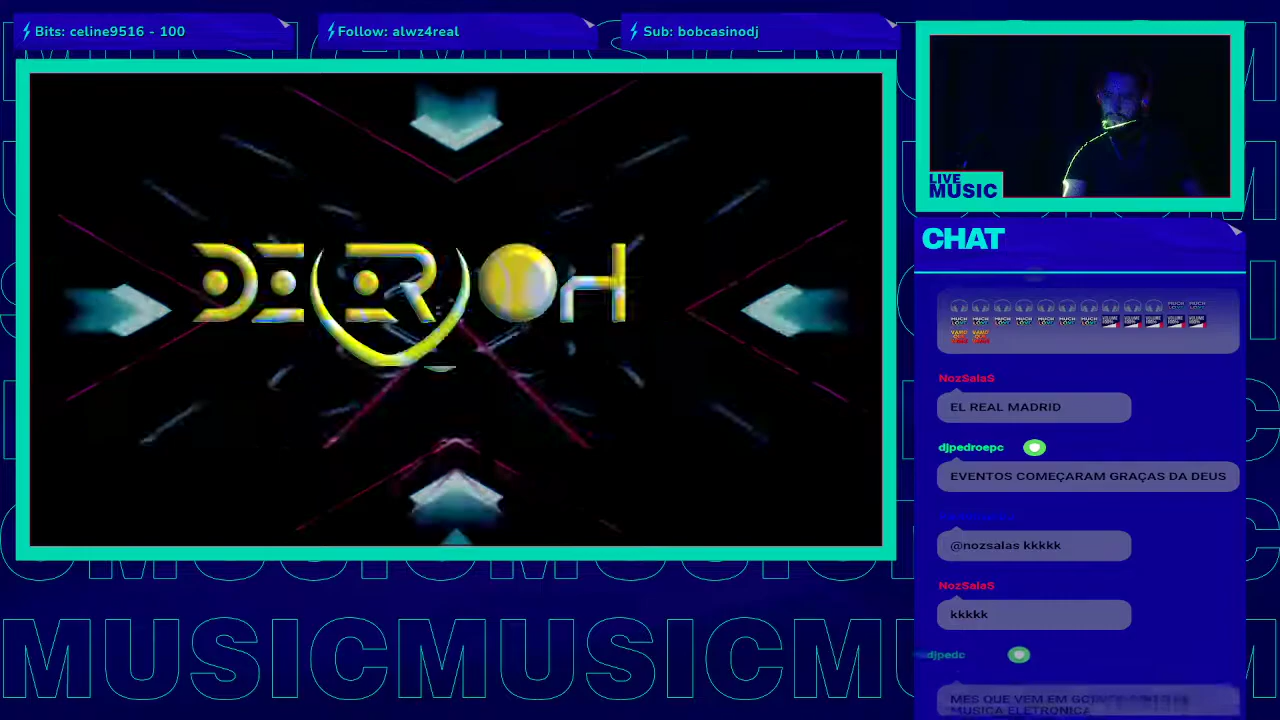 Bits: celine9516 - 100
Follow: alwz4real
Sub: bobcasinodj
LIVE
MUSIC
CHAT
NozSalaS
EL REAL MADRID
djpedroepc
EVENTOS COMEÇARAM GRAÇAS DA DEUS
@nozsalas kkkkk
NozSalaS
kkkkk
djpedc
MES QUE VEM EM
MUSICA ELETRONICA
MUSICMUSICMU